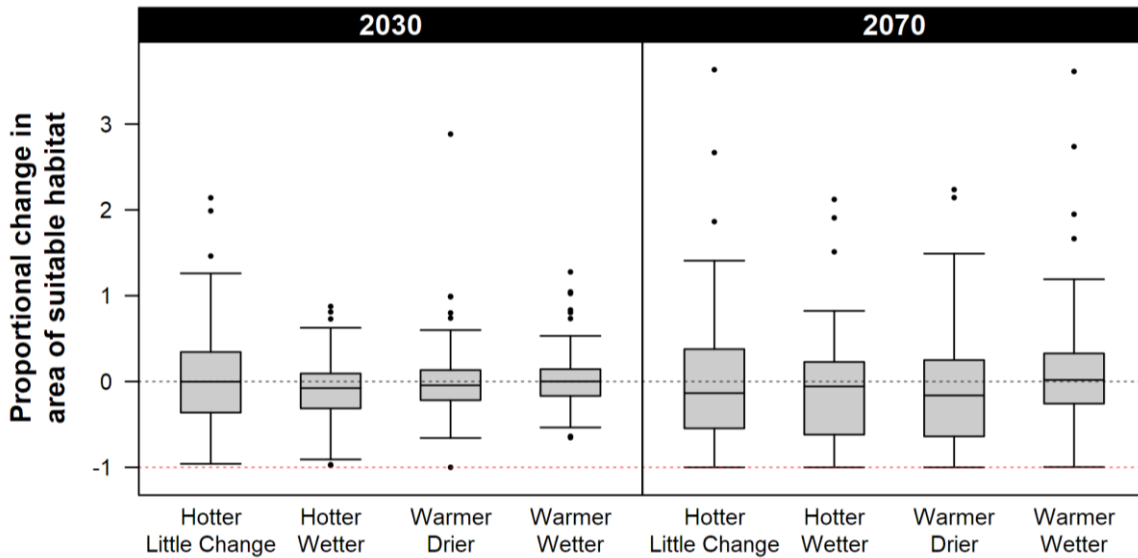 2030 2070
Proportional change in
area of suitable habitat
3
2
1
0
-1
Hotter Hotter Warmer Warmer Hotter Hotter Warmer Warmer
Little Change Wetter Drier Wetter Little Change Wetter Drier Wetter